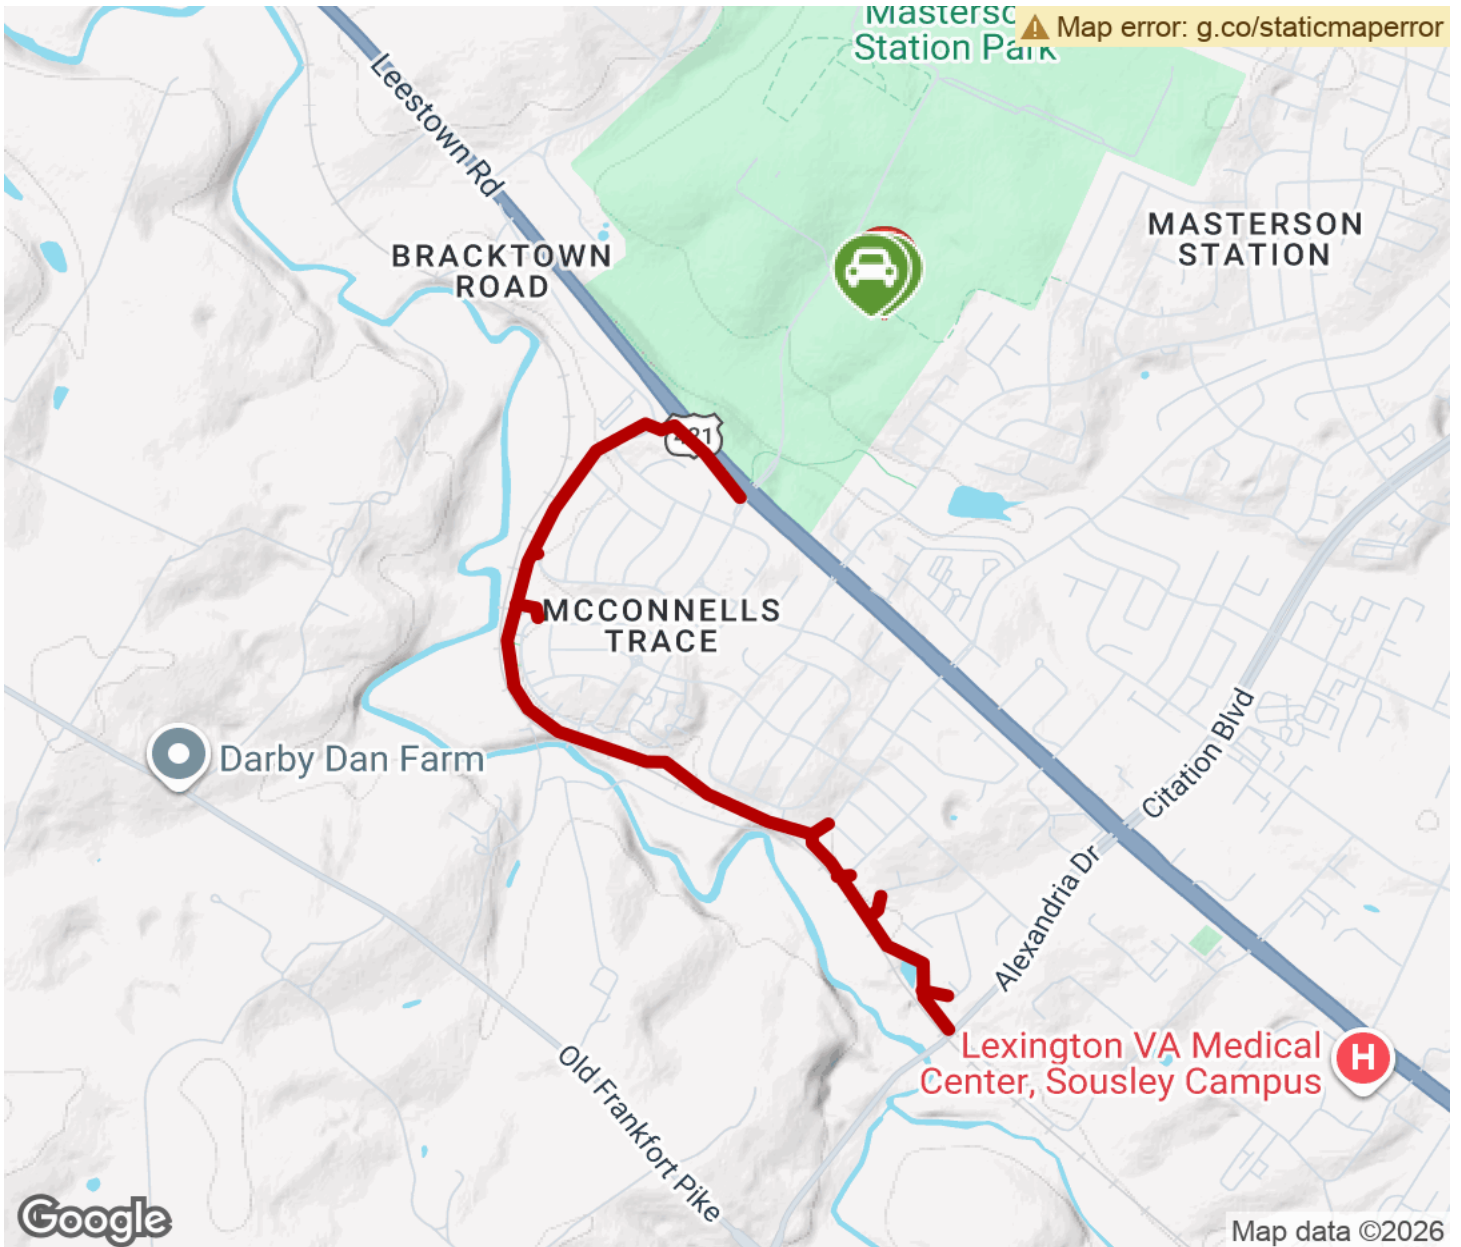 Map error: g.co/staticmaperror
Station Park
Leestown Rd
MASTERSON
STATION
BRACKTOWN
ROAD
MCCONNELLS
TRACE
Darby Dan Farm
Citation Blvd
Alexandria Dr
Lexington VA Medical
Center, Sousley Campus
H
Old Frankfort Pike
Google
Map data ©2026